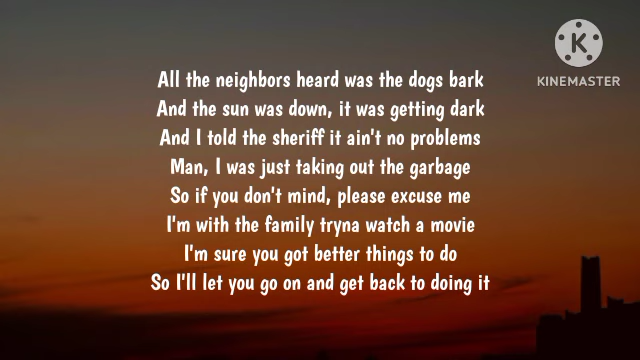 All the neighbors heard was the dogs bark
And the sun was down, it was getting dark
And I told the sheriff it ain't no problems
Man, I was just taking out the garbage
So if you don't mind, please excuse me
I'm with the family tryna watch a movie
I'm sure you got better things to do
So I'll let you go on and get back to doing it
K
KINEMASTER